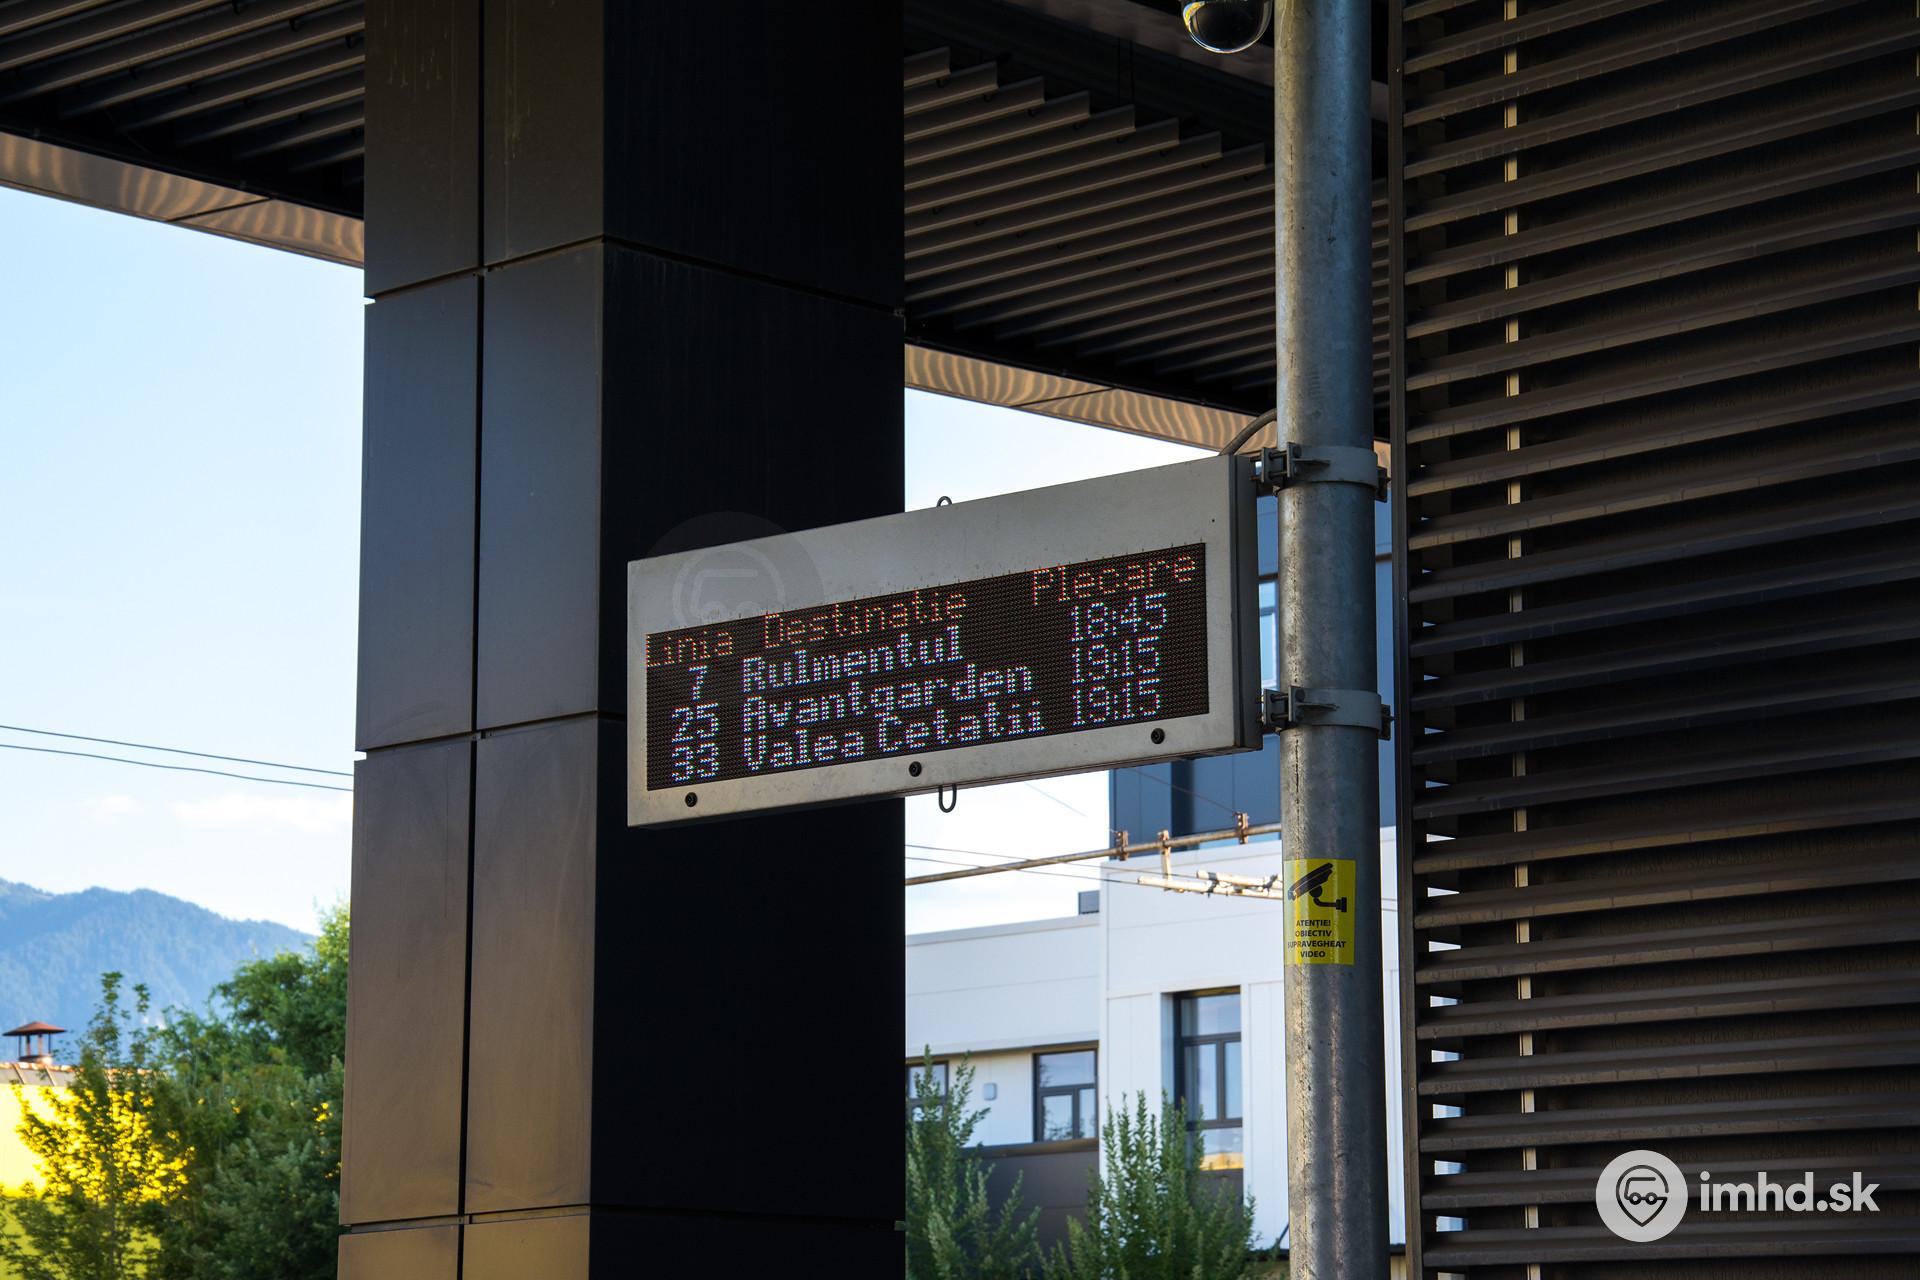 Linia Destinatie Plecare
7 Rulmentul 18:45
25 Avantgarden 19:15
33 Valea Cetatii 19:15
ATENȚIE!
OBIECTIV
SUPRAVEGHEAT
VIDEO
imhd.sk